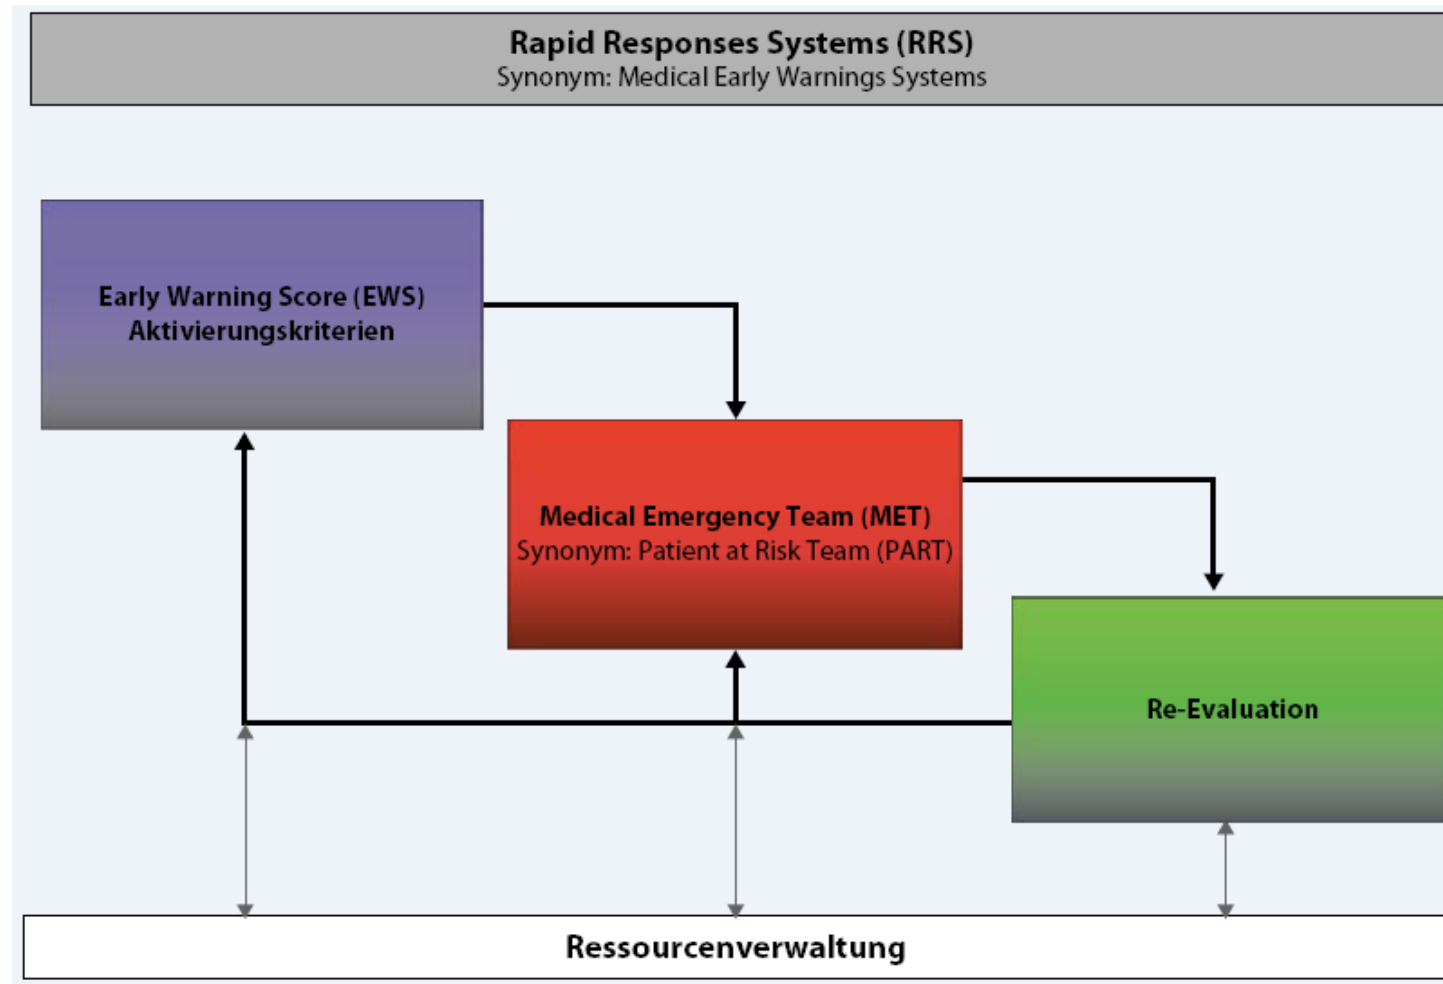 Rapid Responses Systems (RRS)
Synonym: Medical Early Warnings Systems
Early Warning Score (EWS)
Aktivierungskriterien
Medical Emergency Team (MET)
Synonym: Patient at Risk Team (PART)
Re-Evaluation
Ressourcenverwaltung